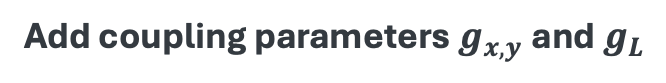 Add coupling parameters $g_{x,y}$ and $g_L$